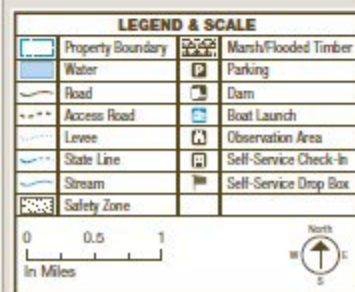 LEGEND & SCALE
Property Boundary Marsh/Flooded Timber
Water P Parking
Road Dam
Access Road Boat Launch
Levee Observation Area
State Line Self-Service Check-In
Stream Self-Service Drop Box
Safety Zone
0 0.5 1
In Miles
North
W E
S